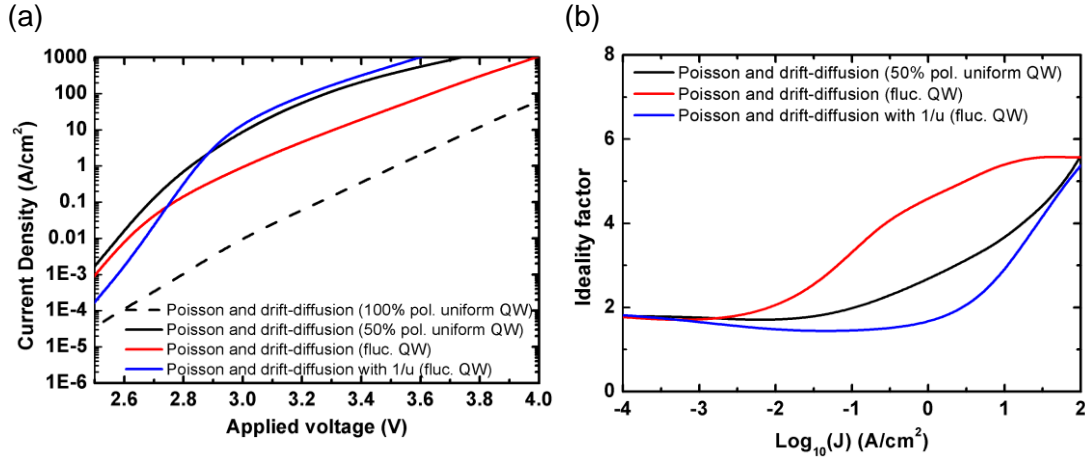 (a)
1000
100
10
1
0.1
0.01
1E-3
1E-4
1E-5
1E-6
Current Density (A/cm²)
Poisson and drift-diffusion (100% pol. uniform QW)
Poisson and drift-diffusion (50% pol. uniform QW)
Poisson and drift-diffusion (fluc. QW)
Poisson and drift-diffusion with 1/u (fluc. QW)
2.6 2.8 3.0 3.2 3.4 3.6 3.8 4.0
Applied voltage (V)
(b)
8
6
4
2
0
Ideality factor
Poisson and drift-diffusion (50% pol. uniform QW)
Poisson and drift-diffusion (fluc. QW)
Poisson and drift-diffusion with 1/u (fluc. QW)
-4 -3 -2 -1 0 1 2
Log₁₀(J) (A/cm²)